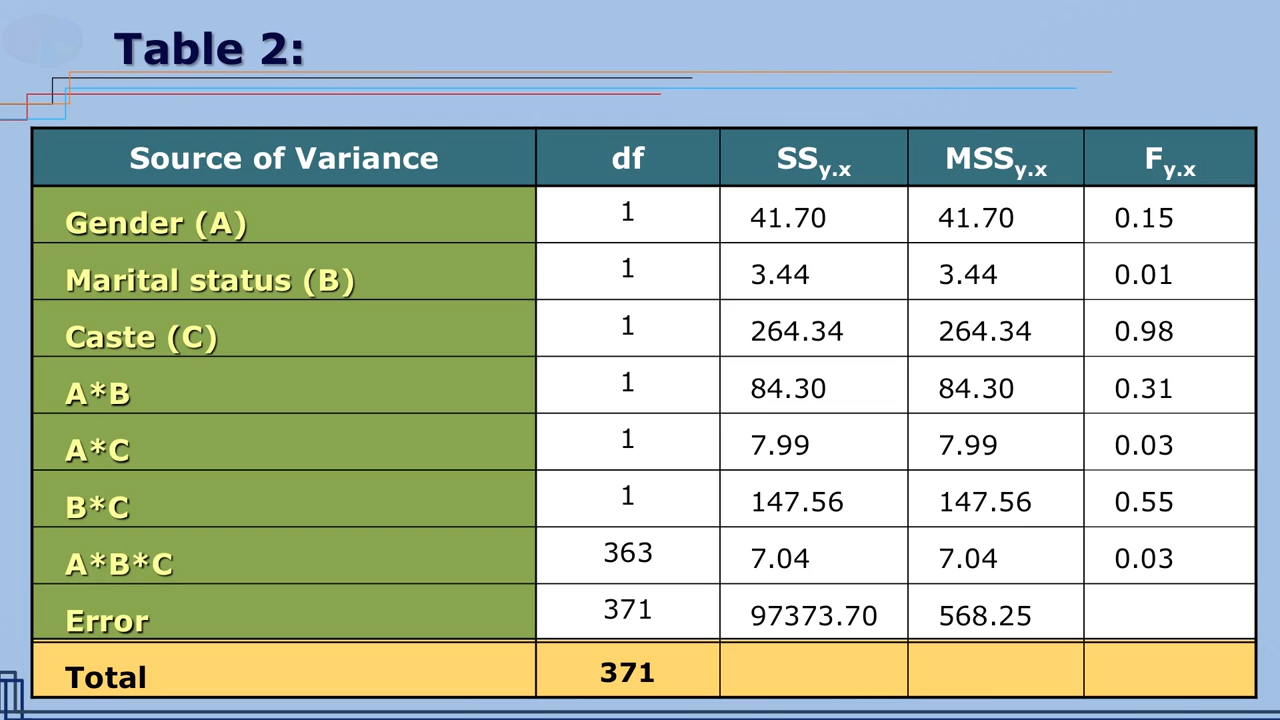 Table 2:
Source of Variance df SSy.x MSSy.x Fy.x
Gender (A) 1 41.70 41.70 0.15
Marital status (B) 1 3.44 3.44 0.01
Caste (C) 1 264.34 264.34 0.98
A*B 1 84.30 84.30 0.31
A*C 1 7.99 7.99 0.03
B*C 1 147.56 147.56 0.55
A*B*C 363 7.04 7.04 0.03
Error 371 97373.70 568.25
Total 371